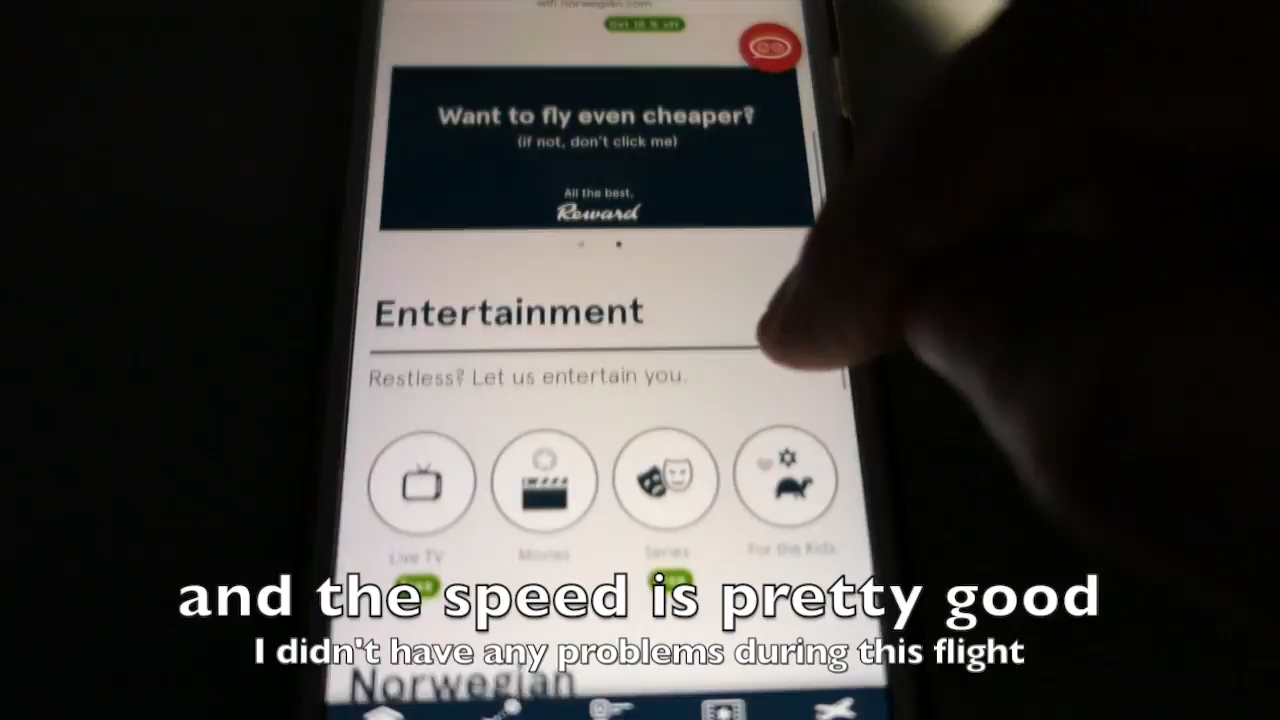 wifi.norwegian.com
Get 10 % off
Want to fly even cheaper?
(if not, don't click me)
All the best,
Reward
Entertainment
Restless? Let us entertain you.
Live TV
Movies
Series
For the Kids
and the speed is pretty good
I didn't have any problems during this flight
Norwegian